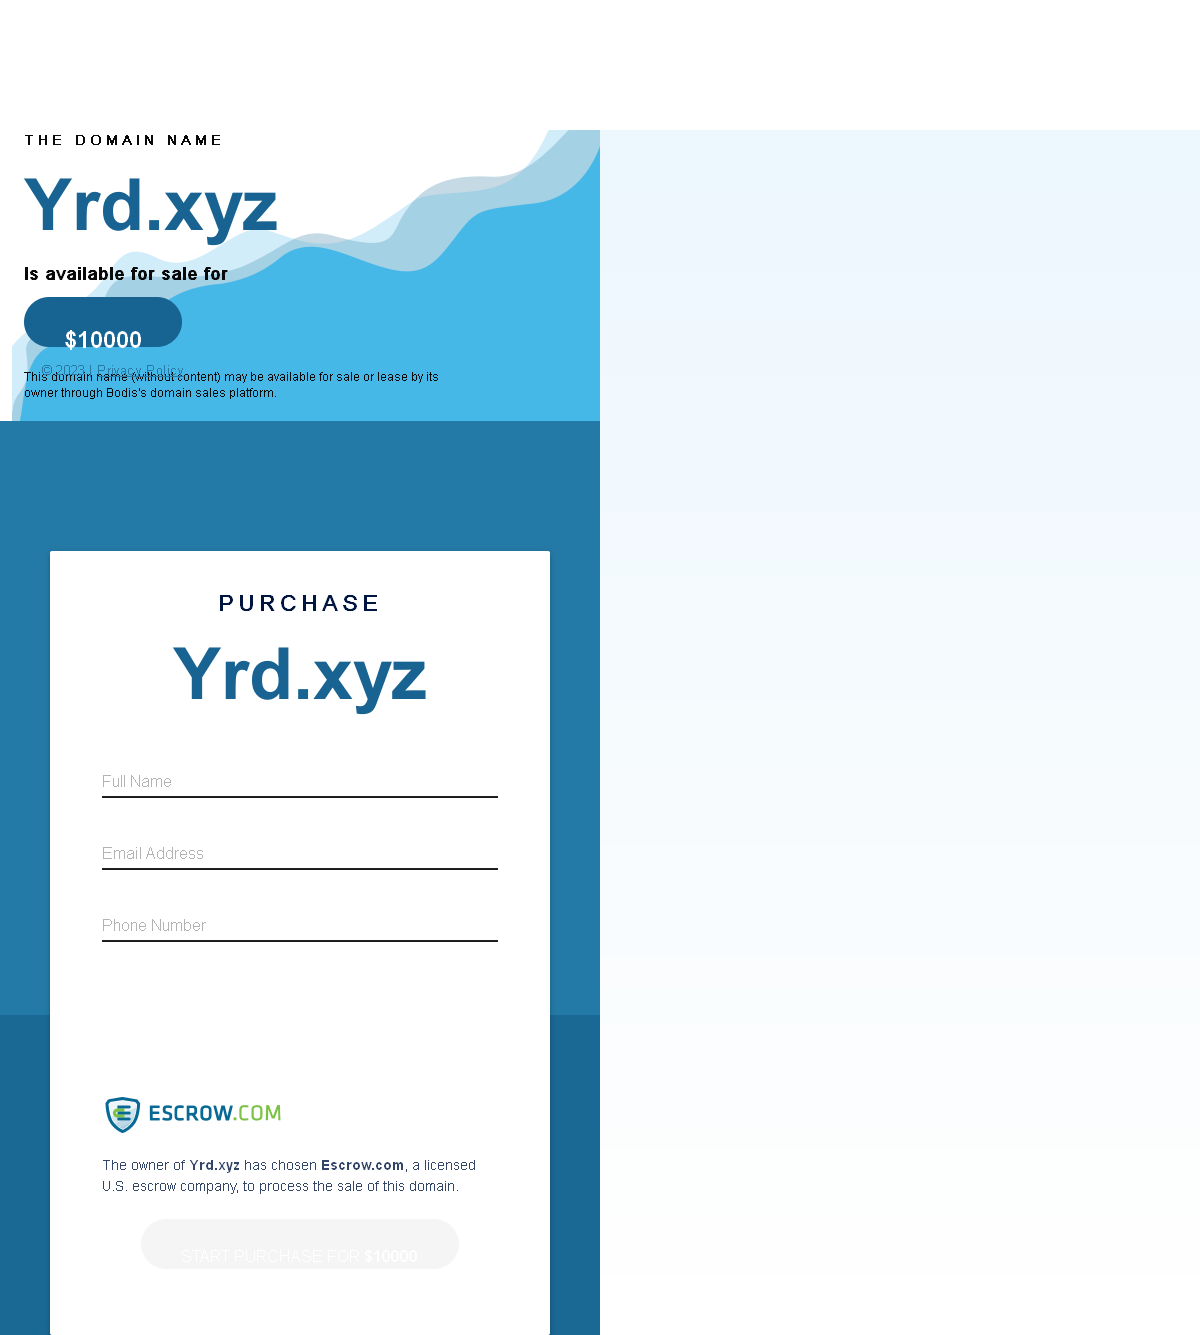 THE DOMAIN NAME
Yrd.xyz
Is available for sale for
$10000
© 2023 | Privacy Policy
This domain name (without content) may be available for sale or lease by its
owner through Bodis's domain sales platform.
PURCHASE
Yrd.xyz
Full Name
Email Address
Phone Number
ESCROW.COM
The owner of Yrd.xyz has chosen Escrow.com, a licensed
U.S. escrow company, to process the sale of this domain.
START PURCHASE FOR $10000